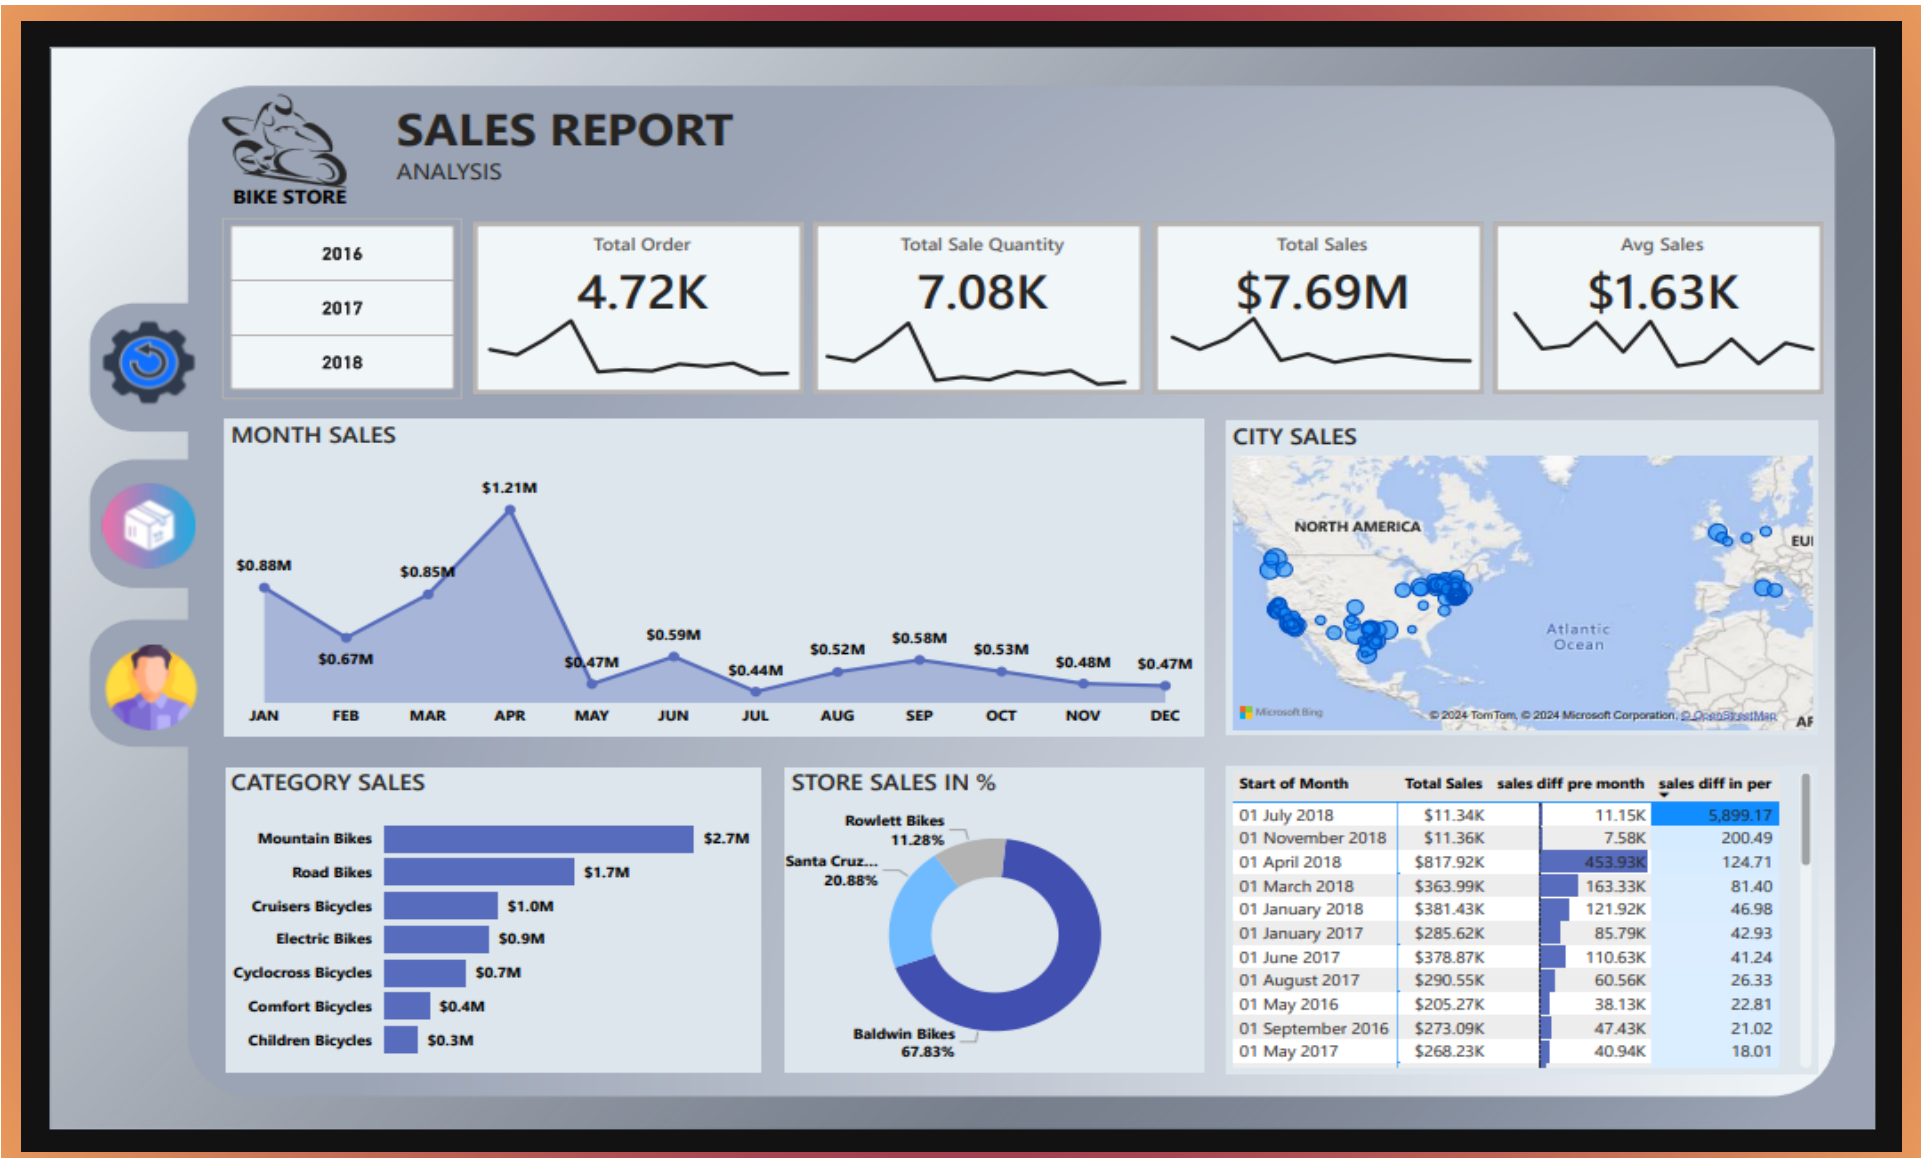 SALES REPORT
ANALYSIS
BIKE STORE
2016
2017
2018
Total Order
4.72K
Total Sale Quantity
7.08K
Total Sales
$7.69M
Avg Sales
$1.63K
MONTH SALES
$0.88M
$0.67M
$0.85M
$1.21M
$0.47M
$0.59M
$0.44M
$0.52M
$0.58M
$0.53M
$0.48M
$0.47M
JAN FEB MAR APR MAY JUN JUL AUG SEP OCT NOV DEC
CITY SALES
NORTH AMERICA
EU
Atlantic
Ocean
AF
Microsoft Bing
© 2024 TomTom, © 2024 Microsoft Corporation, © OpenStreetMap
CATEGORY SALES
Mountain Bikes $2.7M
Road Bikes $1.7M
Cruisers Bicycles $1.0M
Electric Bikes $0.9M
Cyclocross Bicycles $0.7M
Comfort Bicycles $0.4M
Children Bicycles $0.3M
STORE SALES IN %
Rowlett Bikes
11.28%
Santa Cruz...
20.88%
Baldwin Bikes
67.83%
Start of Month Total Sales sales diff pre month sales diff in per
01 July 2018 $11.34K 11.15K 5,899.17
01 November 2018 $11.36K 7.58K 200.49
01 April 2018 $817.92K 453.93K 124.71
01 March 2018 $363.99K 163.33K 81.40
01 January 2018 $381.43K 121.92K 46.98
01 January 2017 $285.62K 85.79K 42.93
01 June 2017 $378.87K 110.63K 41.24
01 August 2017 $290.55K 60.56K 26.33
01 May 2016 $205.27K 38.13K 22.81
01 September 2016 $273.09K 47.43K 21.02
01 May 2017 $268.23K 40.94K 18.01